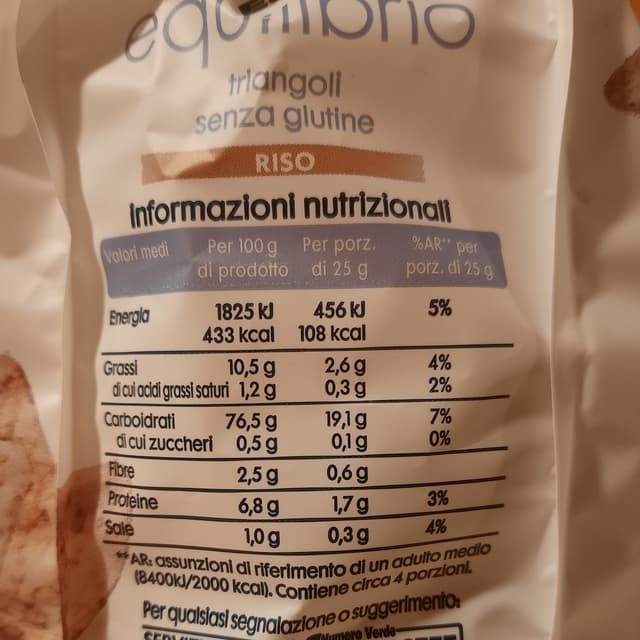 equilibrio
triangoli
senza glutine
RISO
Informazioni nutrizionali
Valori medi Per 100 g di prodotto Per porz. di 25 g %AR** per porz. di 25 g
Energia 1825 kJ 456 kJ 5%
433 kcal 108 kcal
Grassi 10,5 g 2,6 g 4%
di cui acidi grassi saturi 1,2 g 0,3 g 2%
Carboidrati 76,5 g 19,1 g 7%
di cui zuccheri 0,5 g 0,1 g 0%
Fibre 2,5 g 0,6 g
Proteine 6,8 g 1,7 g 3%
Sale 1,0 g 0,3 g 4%
**AR: assunzioni di riferimento di un adulto medio
(8400kJ/2000 kcal). Contiene circa 4 porzioni.
Per qualsiasi segnalazione o suggerimento:
Numero Verde